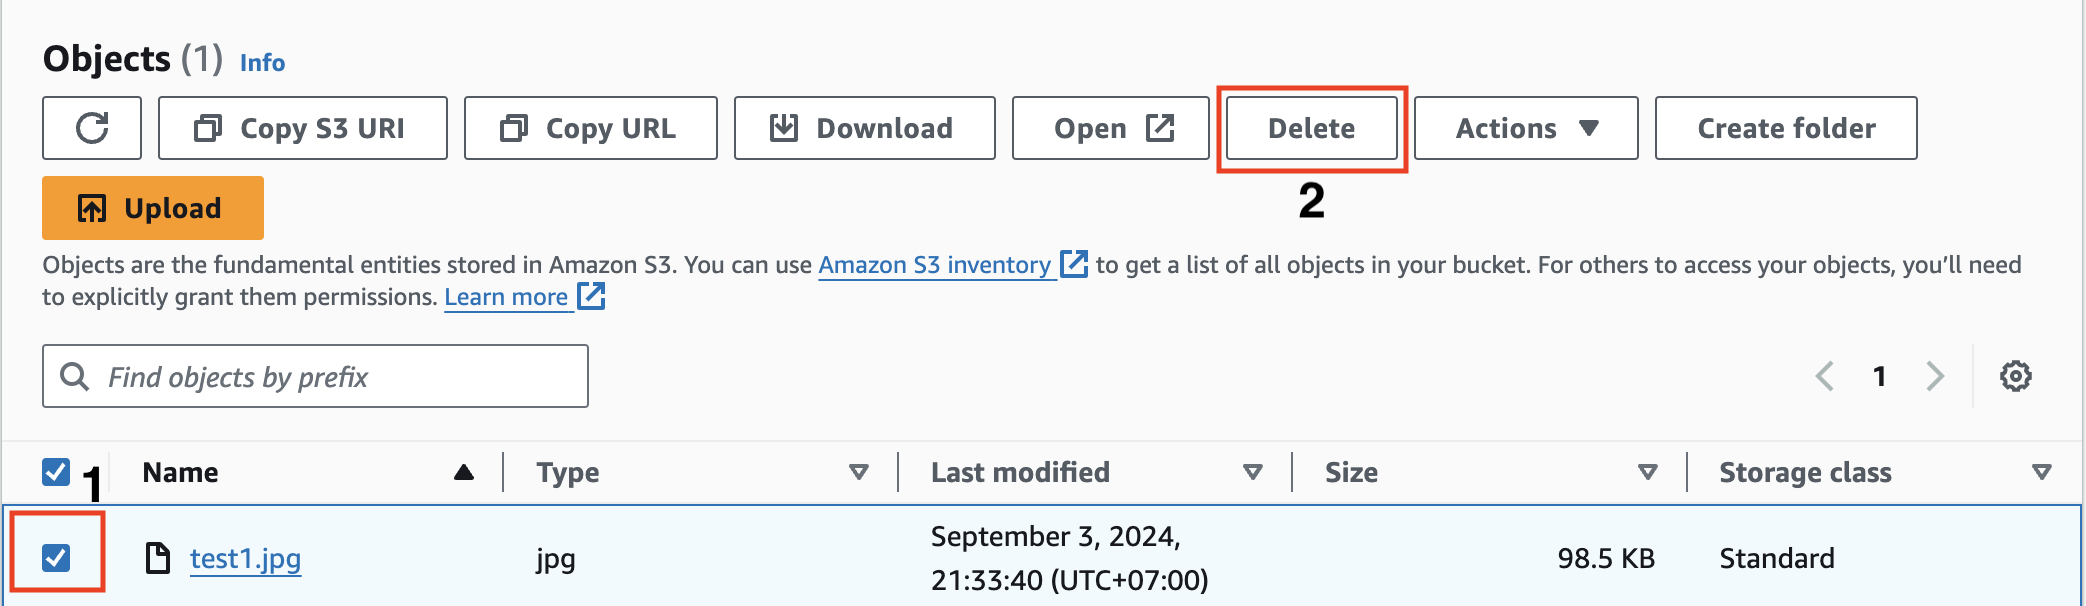 Objects (1) Info
Copy S3 URI Copy URL Download Open Delete Actions Create folder
2
Upload
Objects are the fundamental entities stored in Amazon S3. You can use Amazon S3 inventory to get a list of all objects in your bucket. For others to access your objects, you’ll need
to explicitly grant them permissions. Learn more
Find objects by prefix
1
1 Name Type Last modified Size Storage class
test1.jpg jpg September 3, 2024, 98.5 KB Standard
21:33:40 (UTC+07:00)